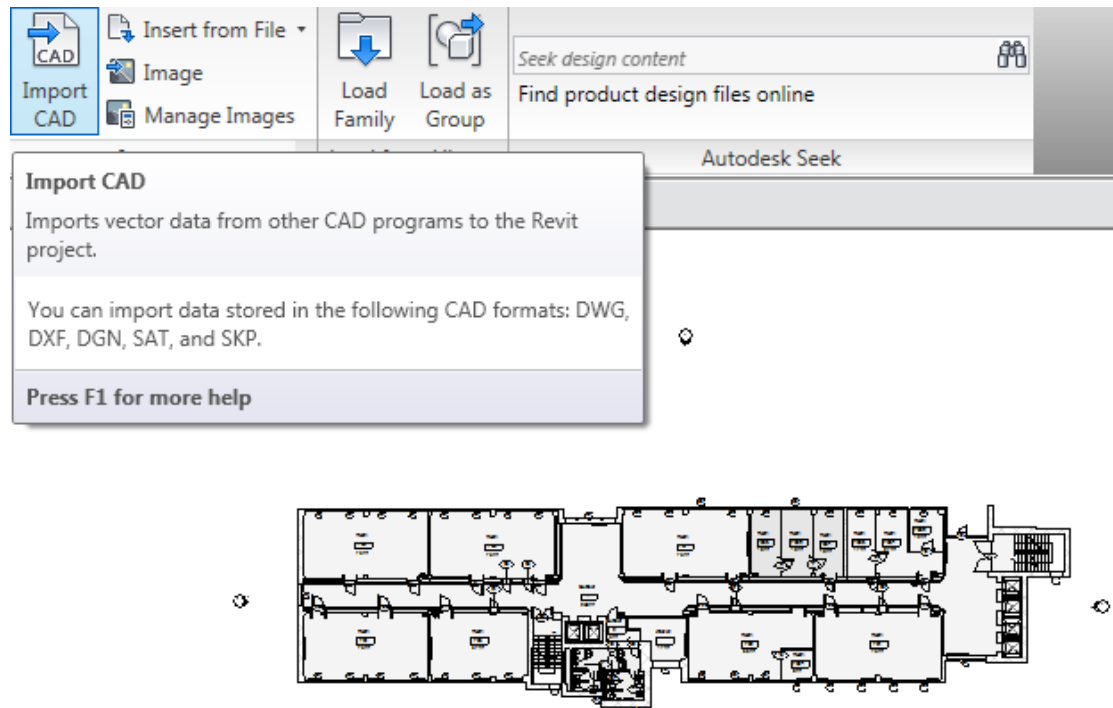 CAD
Import
CAD
Insert from File
Image
Manage Images
Load
Family
Load as
Group
Seek design content
Find product design files online
Autodesk Seek
Import CAD
Imports vector data from other CAD programs to the Revit
project.
You can import data stored in the following CAD formats: DWG,
DXF, DGN, SAT, and SKP.
Press F1 for more help